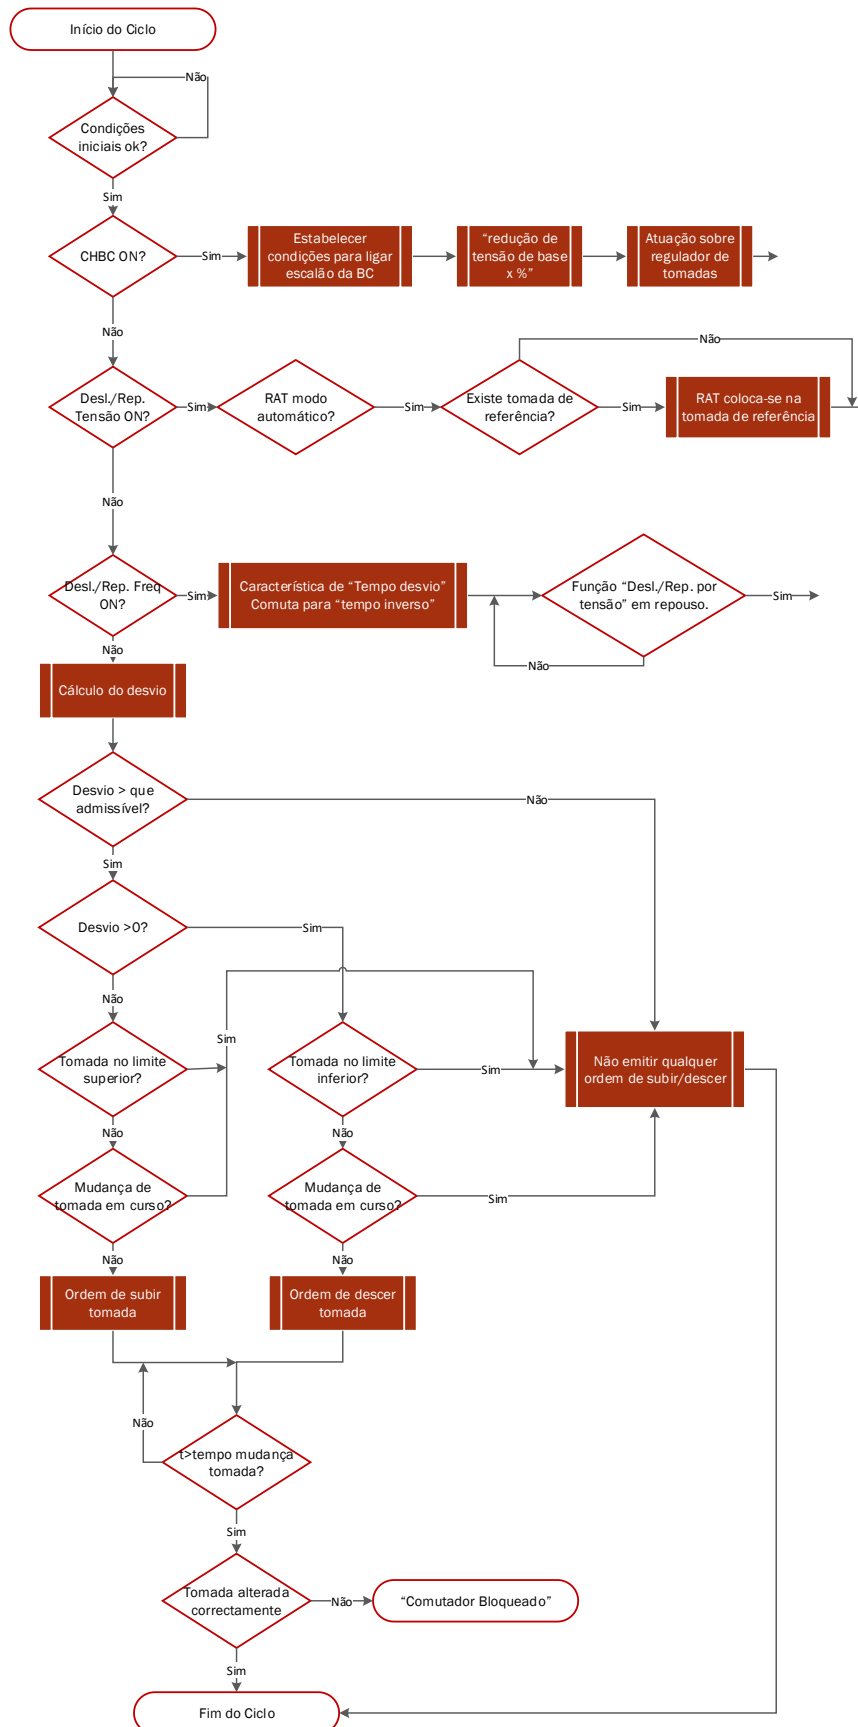 Início do Ciclo
Não
Condições
iniciais ok?
Sim
CHBC ON?
Sim
Estabelecer
condições para ligar
escalão da BC
“redução de
tensão de base
x %”
Atuação sobre
regulador de
tomadas
Não
Não
Desl./Rep.
Tensão ON?
Sim
RAT modo
automático?
Sim
Existe tomada de
referência?
Sim
RAT coloca-se na
tomada de referência
Não
Desl./Rep. Freq
ON?
Sim
Característica de “Tempo desvio”
Comuta para “tempo inverso”
Função “Desl./Rep. por
tensão” em repouso.
Sim
Não
Não
Cálculo do desvio
Desvio > que
admissível?
Não
Sim
Desvio >0?
Sim
Não
Sim
Tomada no limite
superior?
Tomada no limite
inferior?
Sim
Não emitir qualquer
ordem de subir/descer
Não
Não
Mudança de
tomada em curso?
Mudança de
tomada em curso?
Sim
Não
Não
Ordem de subir
tomada
Ordem de descer
tomada
Não
t>tempo mudança
tomada?
Sim
Tomada alterada
correctamente
Não
“Comutador Bloqueado”
Sim
Fim do Ciclo